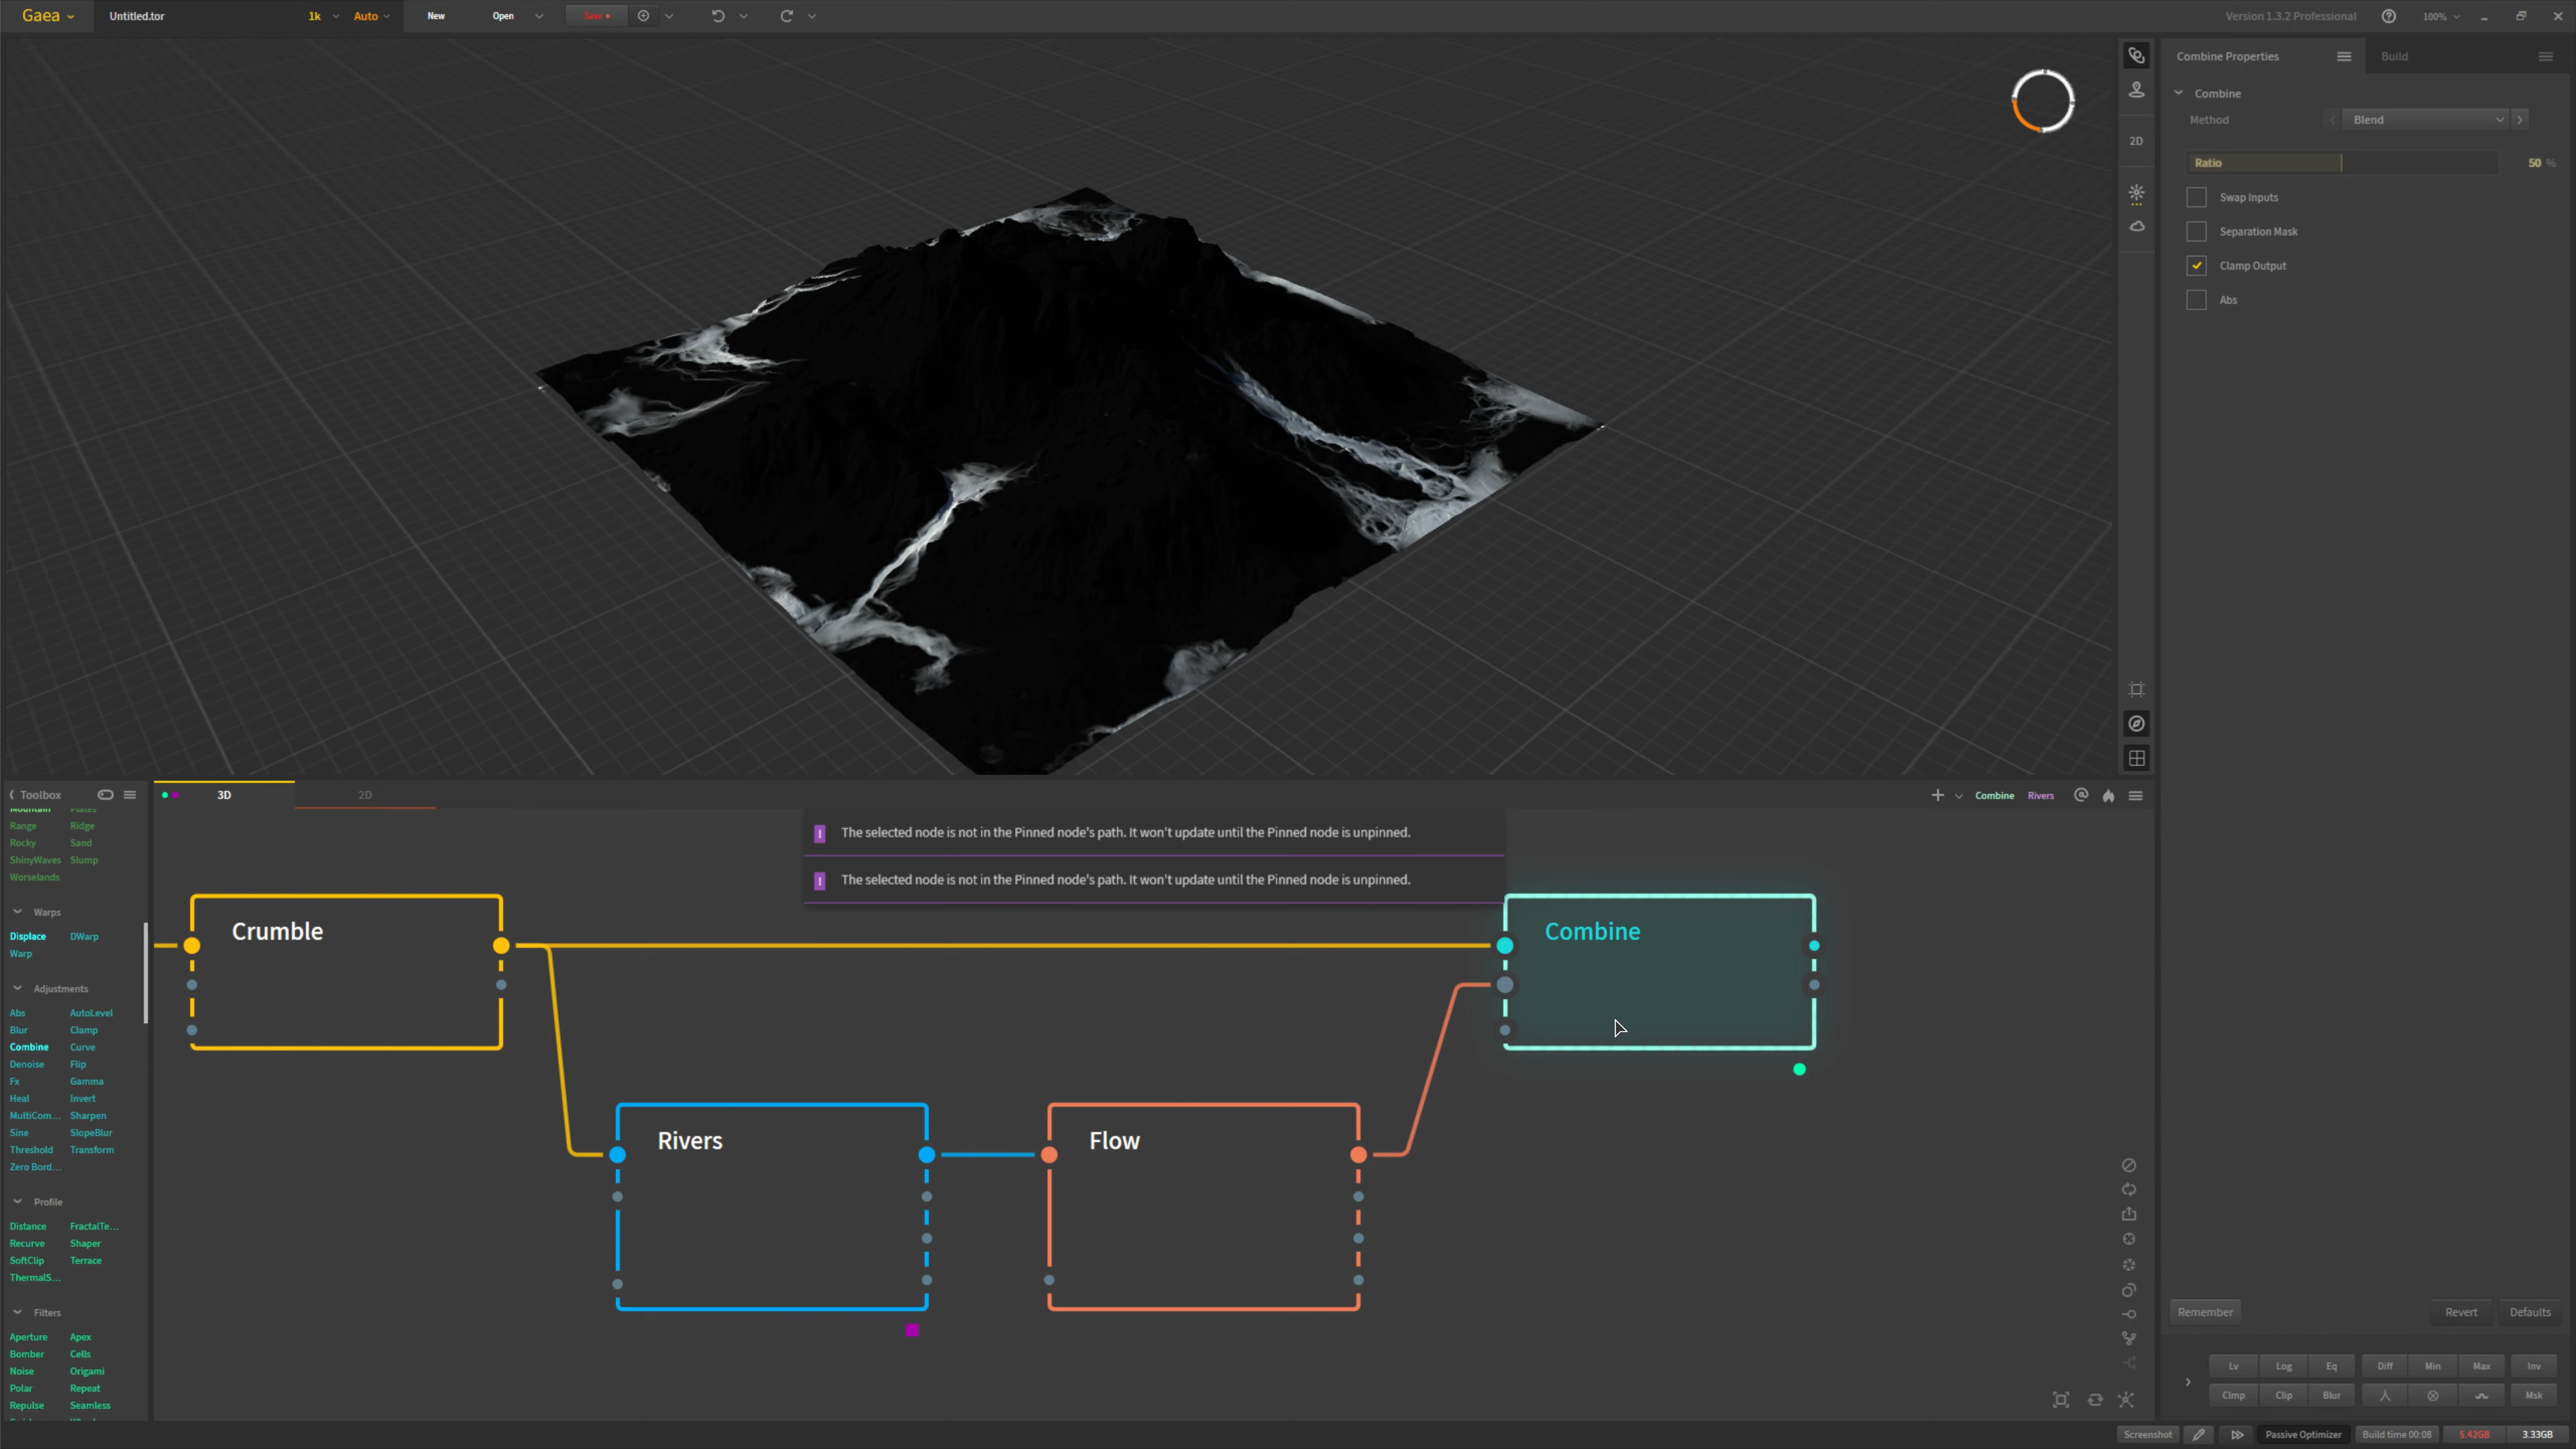 Gaea
Untitled.tor
1k
Auto
New
Open
Save
Version 1.3.2 Professional
100%
Combine Properties
Build
Combine
Method
Blend
Ratio
50 %
Swap Inputs
Separation Mask
Clamp Output
Abs
2D
Toolbox
3D
2D
Combine
Rivers
Mountain Plates
Range Ridge
Rocky Sand
ShinyWaves Slump
Worselands
Warps
Displace DWarp
Warp
Adjustments
Abs AutoLevel
Blur Clamp
Combine Curve
Denoise Flip
Fx Gamma
Heal Invert
MultiCom... Sharpen
Sine SlopeBlur
Threshold Transform
Zero Bord...
Profile
Distance FractalTe...
Recurve Shaper
SoftClip Terrace
ThermalS...
Filters
Aperture Apex
Bomber Cells
Noise Origami
Polar Repeat
Repulse Seamless
The selected node is not in the Pinned node's path. It won't update until the Pinned node is unpinned.
The selected node is not in the Pinned node's path. It won't update until the Pinned node is unpinned.
Crumble
Combine
Rivers
Flow
Remember
Revert
Defaults
Lv Log Eq Diff Min Max Inv
Clmp Clip Blur Msk
Screenshot
Passive Optimizer
Build time 00:08
5.42GB
3.33GB